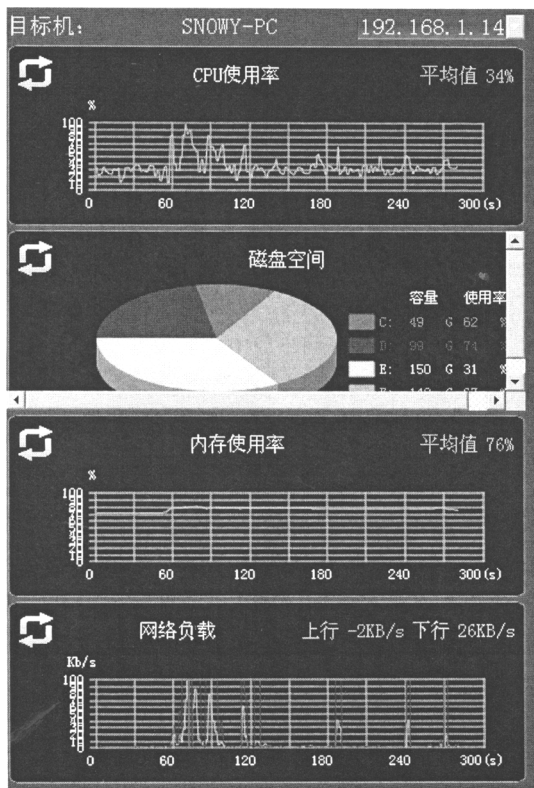 目标机: SNOWY-PC 192.168.1.14
CPU使用率 平均值 34%
%
100
0 60 120 180 240 300(s)
磁盘空间
容量 使用率
C: 49 G 62 %
D: 99 G 74 %
E: 150 G 31 %
内存使用率 平均值 76%
%
100
0 60 120 180 240 300(s)
网络负载 上行 -2KB/s 下行 26KB/s
Kb/s
100
0 60 120 180 240 300(s)